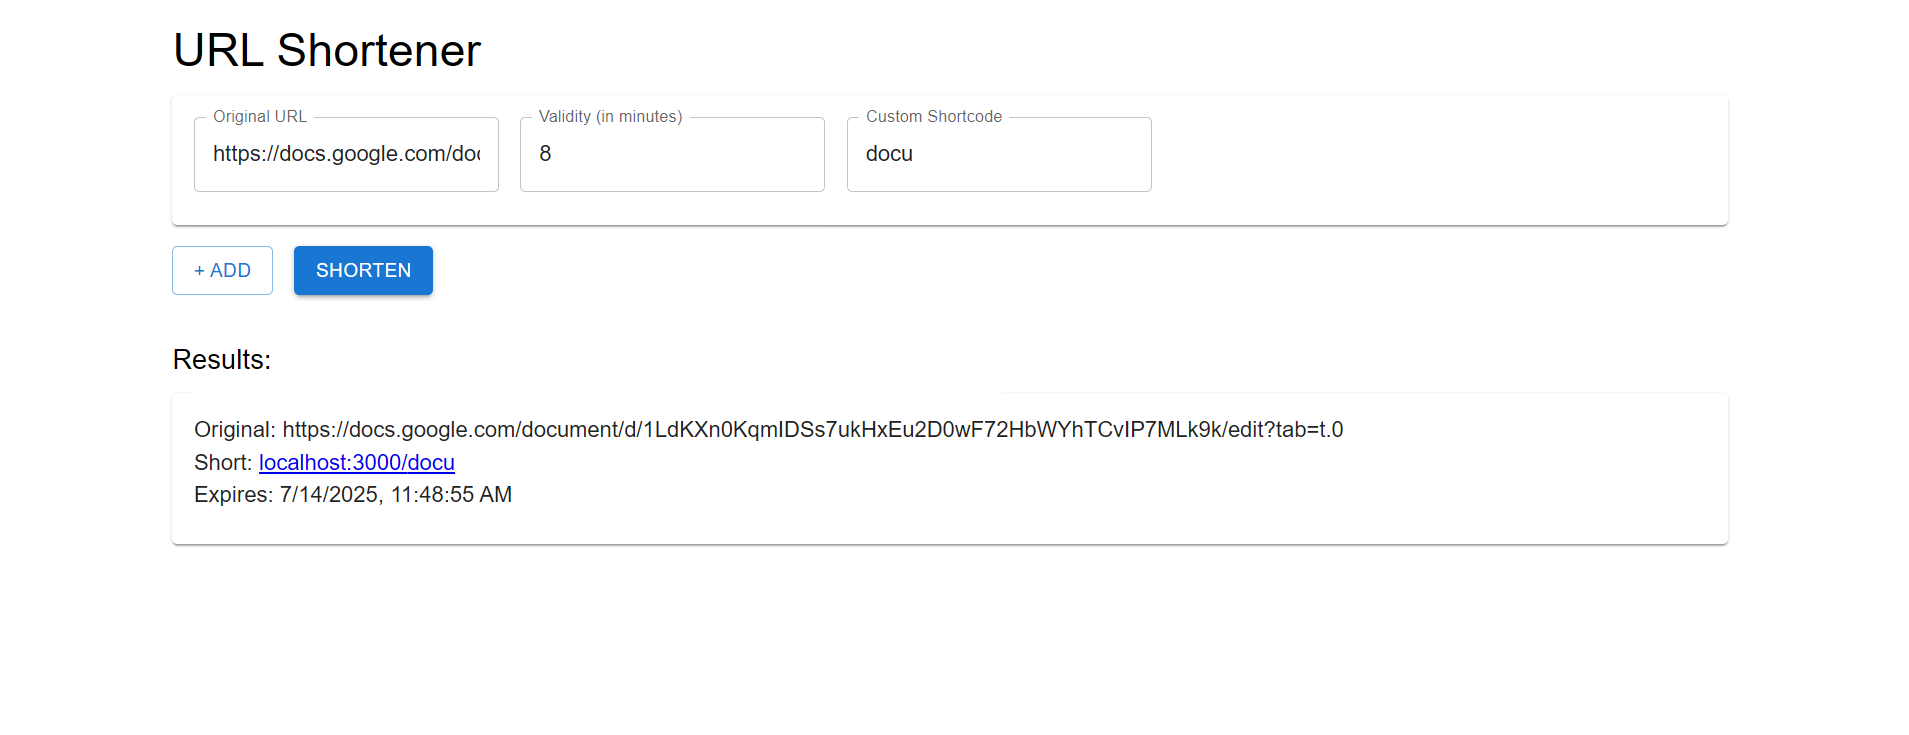 URL Shortener
Original URL Validity (in minutes) Custom Shortcode
https://docs.google.com/doc 8 docu
+ ADD SHORTEN
Results:
Original: https://docs.google.com/document/d/1LdKXn0KqmIDSs7ukHxEu2D0wF72HbWYhTCvIP7MLk9k/edit?tab=t.0
Short: localhost:3000/docu
Expires: 7/14/2025, 11:48:55 AM